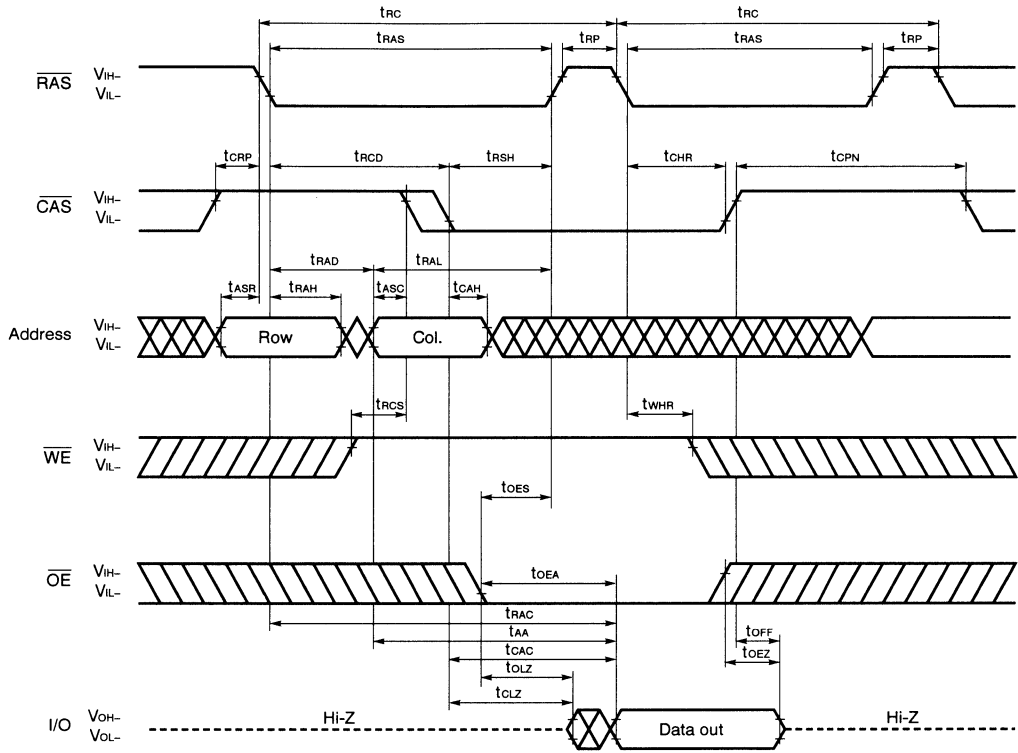 tRC tRC
tRAS tRP tRAS tRP
RAS VIH–
VIL–
tCRP tRCD tRSH tCHR tCPN
CAS VIH–
VIL–
tRAD tRAL
tASR tRAH tASC tCAH
Address VIH–
VIL–
Row Col.
tRCS tWHR
WE VIH–
VIL–
tOES
OE VIH–
VIL–
tOEA
tRAC
tAA tOFF
tCAC tOEZ
tOLZ
tCLZ
I/O VOH–
VOL–
Hi-Z Data out Hi-Z